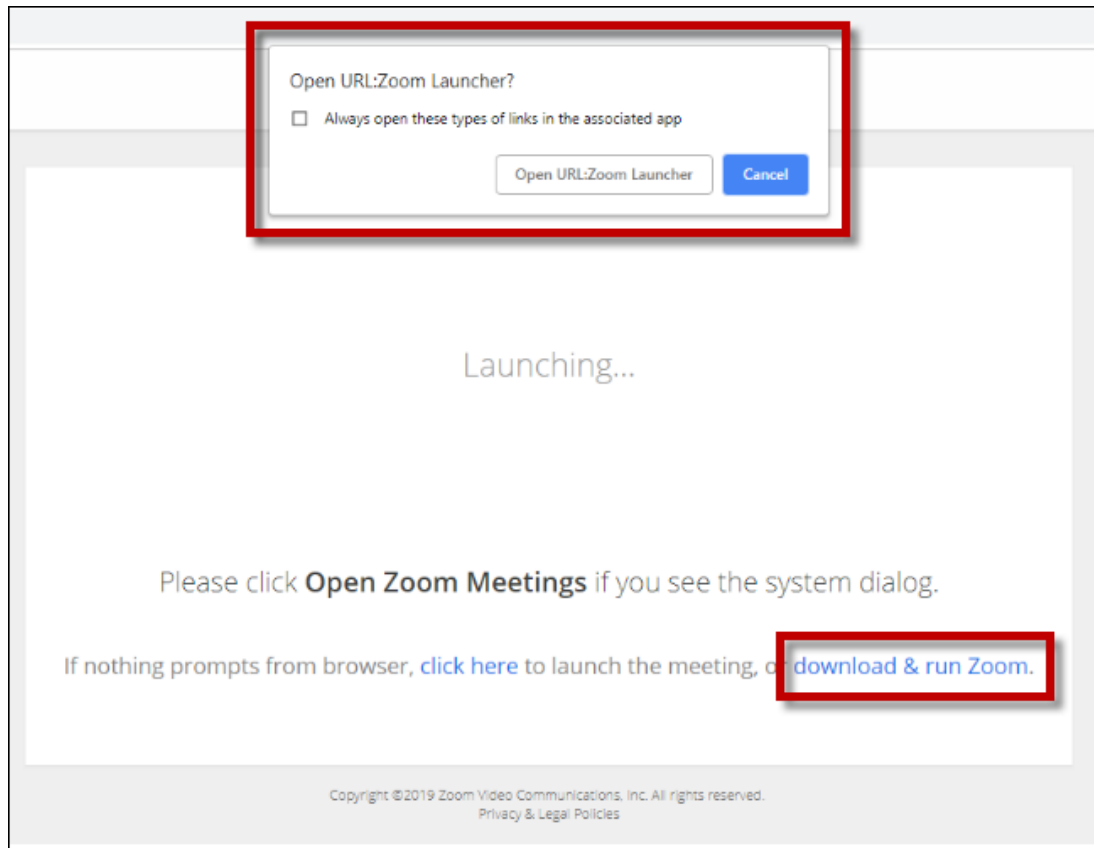 Open URL:Zoom Launcher?
Always open these types of links in the associated app
Open URL:Zoom Launcher Cancel
Launching...
Please click Open Zoom Meetings if you see the system dialog.
If nothing prompts from browser, click here to launch the meeting, or download & run Zoom.
Copyright ©2019 Zoom Video Communications, Inc. All rights reserved.
Privacy & Legal Policies